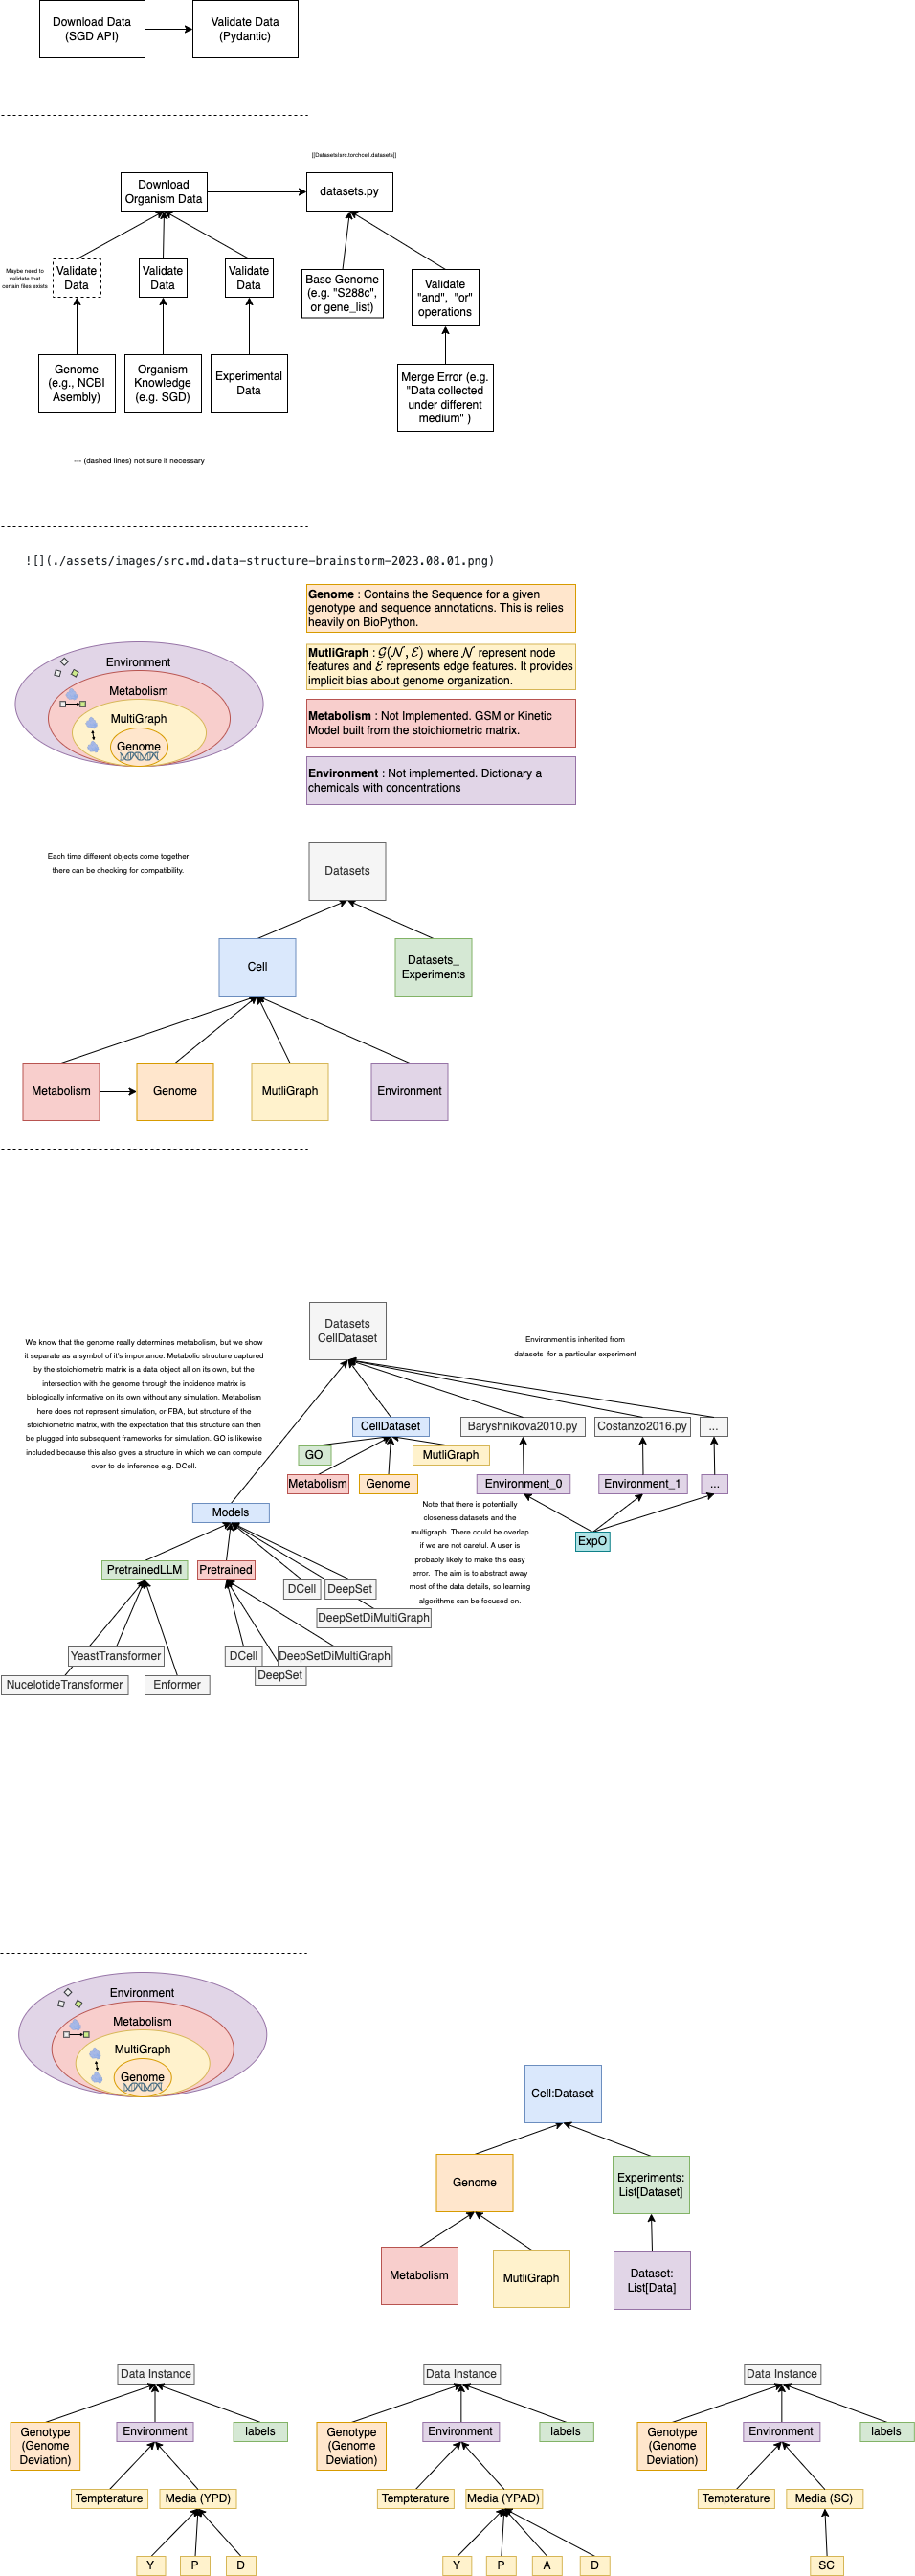 Download Data
(SGD API)
Validate Data
(Pydantic)
[[Datasets|src.torchcell.datasets]]
Download
Organism Data
datasets.py
Maybe need to
validate that
certain files exists
Validate
Data
Validate
Data
Validate
Data
Base Genome
(e.g. "S288c",
or gene_list)
Validate
"and", "or"
operations
Genome
(e.g., NCBI
Asembly)
Organism
Knowledge
(e.g. SGD)
Experimental
Data
Merge Error (e.g.
"Data collected
under different
medium" )
--- (dashed lines) not sure if necessary
![](./assets/images/src.md.data-structure-brainstorm-2023.08.01.png)
Genome : Contains the Sequence for a given
genotype and sequence annotations. This is relies
heavily on BioPython.
MutliGraph : 𝒢(𝒩, ℰ) where 𝒩 represent node
features and ℰ represents edge features. It provides
implicit bias about genome organization.
Metabolism : Not Implemented. GSM or Kinetic
Model built from the stoichiometric matrix.
Environment : Not implemented. Dictionary a
chemicals with concentrations
Environment
Metabolism
MultiGraph
Genome
Each time different objects come together
there can be checking for compatibility.
Datasets
Cell
Datasets_
Experiments
Metabolism
Genome
MutliGraph
Environment
Datasets
CellDataset
We know that the genome really determines metabolism, but we show
it separate as a symbol of it's importance. Metabolic structure captured
by the stoichiometric matrix is a data object all on its own, but the
intersection with the genome through the incidence matrix is
biologically informative on its own without any simulation. Metabolism
here does not represent simulation, or FBA, but structure of the
stoichiometric matrix, with the expectation that this structure can then
be plugged into subsequent frameworks for simulation. GO is likewise
included because this also gives a structure in which we can compute
over to do inference e.g. DCell.
Environment is inherited from
datasets for a particular experiment
CellDataset
Baryshnikova2010.py
Costanzo2016.py
...
GO
MutliGraph
Metabolism
Genome
Environment_0
Environment_1
...
Models
Note that there is potentially
closeness datasets and the
multigraph. There could be overlap
if we are not careful. A user is
probably likely to make this easy
error. The aim is to abstract away
most of the data details, so learning
algorithms can be focused on.
ExpO
PretrainedLLM
Pretrained
DCell
DeepSet
DeepSetDiMultiGraph
YeastTransformer
DCell
DeepSetDiMultiGraph
DeepSet
NucelotideTransformer
Enformer
Environment
Metabolism
MultiGraph
Genome
Cell:Dataset
Genome
Experiments:
List[Dataset]
Metabolism
MutliGraph
Dataset:
List[Data]
Data Instance
Genotype
(Genome
Deviation)
Environment
labels
Tempterature
Media (YPD)
Y
P
D
Data Instance
Genotype
(Genome
Deviation)
Environment
labels
Tempterature
Media (YPAD)
Y
P
A
D
Data Instance
Genotype
(Genome
Deviation)
Environment
labels
Tempterature
Media (SC)
SC